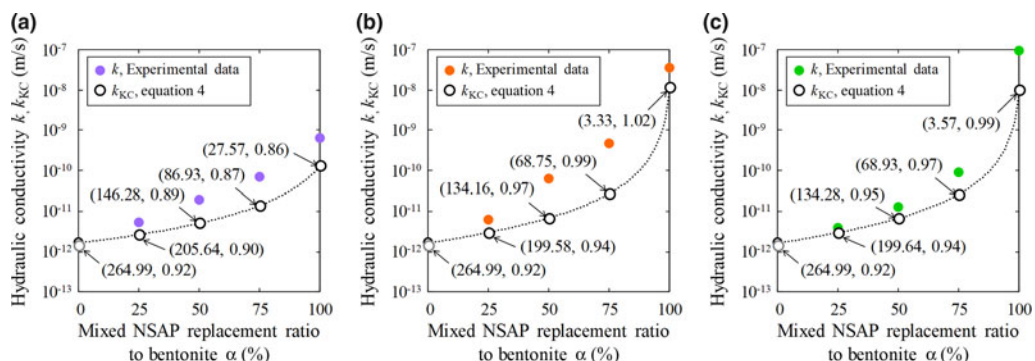 (a)
Hydraulic conductivity k, kKC (m/s)
10-7
10-8
10-9
10-10
10-11
10-12
10-13
k, Experimental data
kKC, equation 4
(27.57, 0.86)
(86.93, 0.87)
(146.28, 0.89)
(205.64, 0.90)
(264.99, 0.92)
0 25 50 75 100
Mixed NSAP replacement ratio
to bentonite α (%)
(b)
Hydraulic conductivity k, kKC (m/s)
10-7
10-8
10-9
10-10
10-11
10-12
10-13
k, Experimental data
kKC, equation 4
(3.33, 1.02)
(68.75, 0.99)
(134.16, 0.97)
(199.58, 0.94)
(264.99, 0.92)
0 25 50 75 100
Mixed NSAP replacement ratio
to bentonite α (%)
(c)
Hydraulic conductivity k, kKC (m/s)
10-7
10-8
10-9
10-10
10-11
10-12
10-13
k, Experimental data
kKC, equation 4
(3.57, 0.99)
(68.93, 0.97)
(134.28, 0.95)
(199.64, 0.94)
(264.99, 0.92)
0 25 50 75 100
Mixed NSAP replacement ratio
to bentonite α (%)